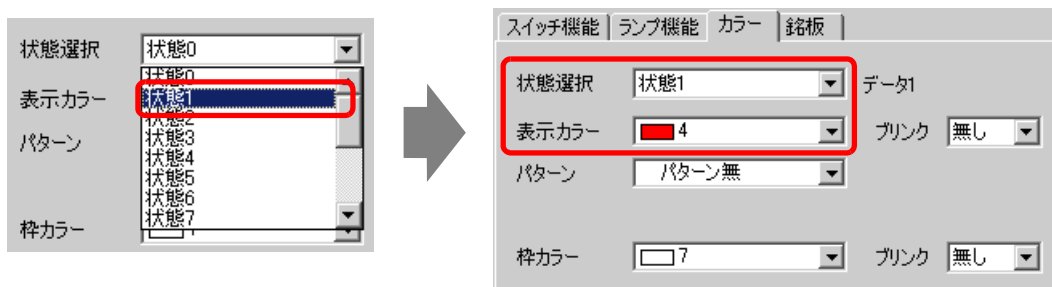 状態選択 状態0
状態0
表示カラー 状態1
状態2
パターン 状態3
状態4
状態5
状態6
状態7
枠カラー
スイッチ機能 ランプ機能 カラー 銘板
状態選択 状態1 データ1
表示カラー 4 ブリンク 無し
パターン パターン無
枠カラー 7 ブリンク 無し